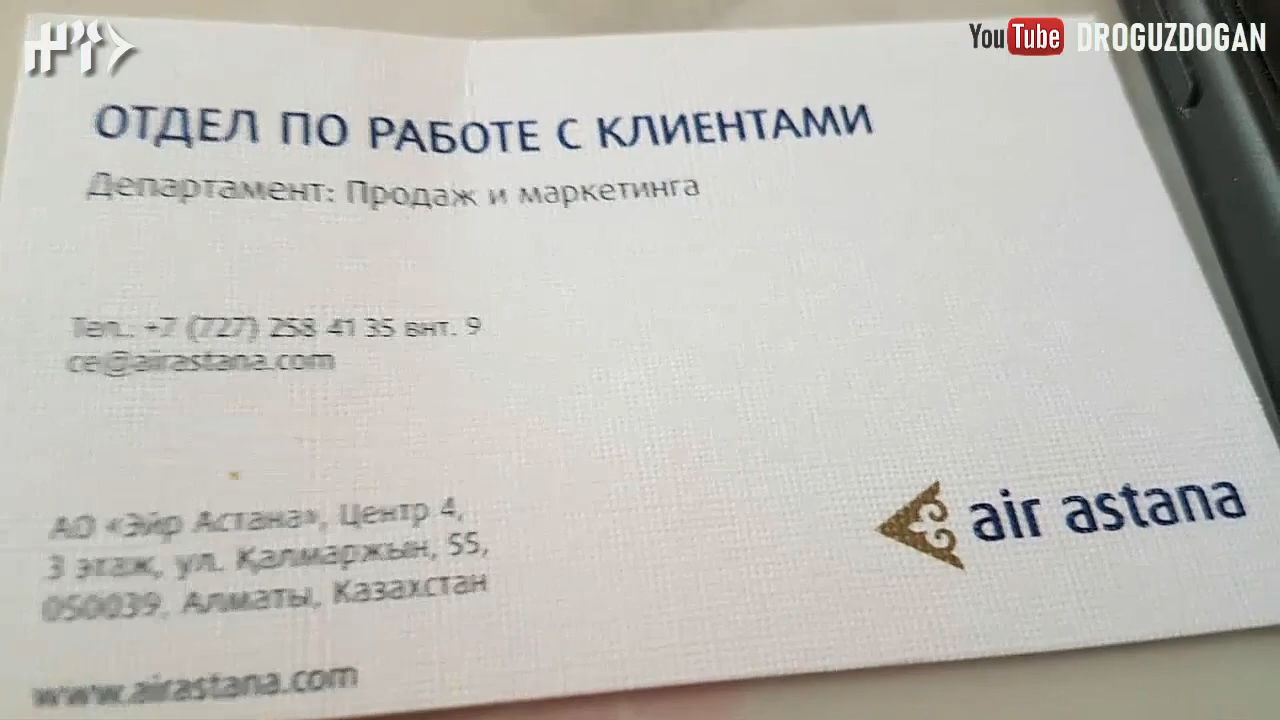 YouTube DROGUZDOGAN
ОТДЕЛ ПО РАБОТЕ С КЛИЕНТАМИ
Департамент: Продаж и маркетинга
Тел.: +7 (727) 258 41 35 внт. 9
ce@airastana.com
АО «Эйр Астана», Центр 4,
3 этаж, ул. Қалмаржын, 55,
050039, Алматы, Казахстан
air astana
www.airastana.com